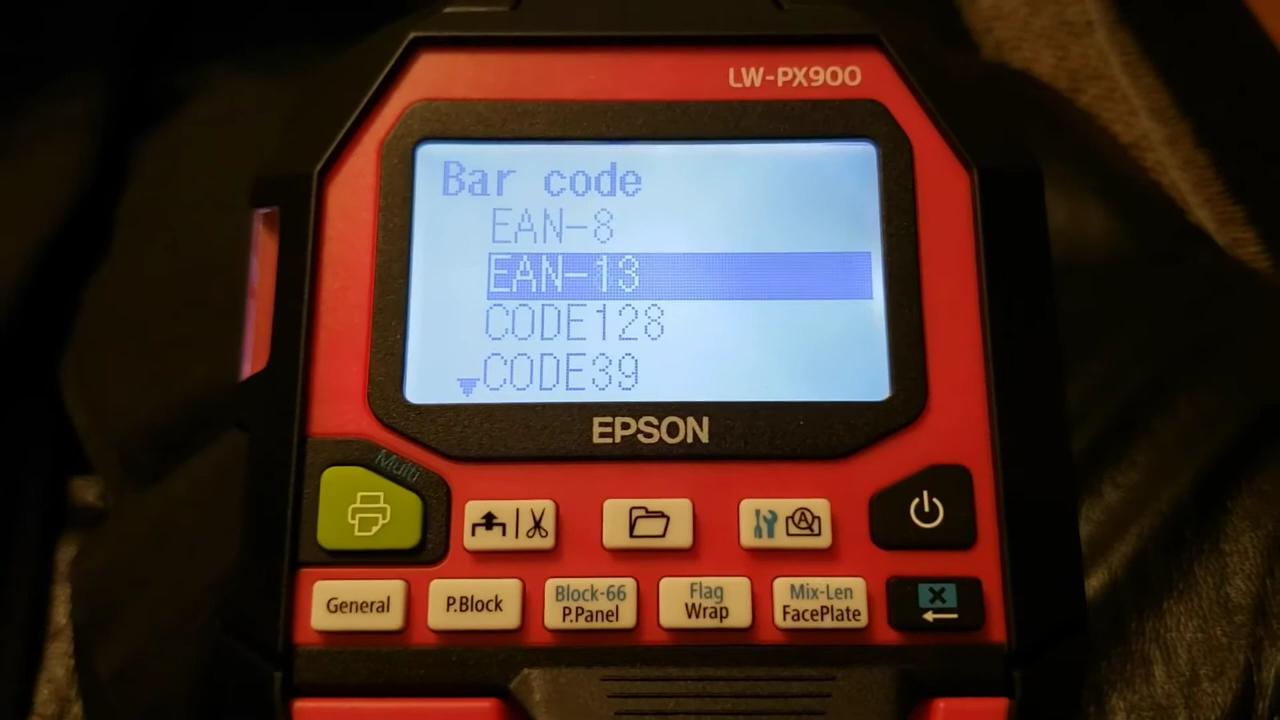 LW-PX900
Bar code
EAN-8
EAN-13
CODE128
CODE39
EPSON
Multi
General
P.Block
Block-66
P.Panel
Flag
Wrap
Mix-Len
FacePlate